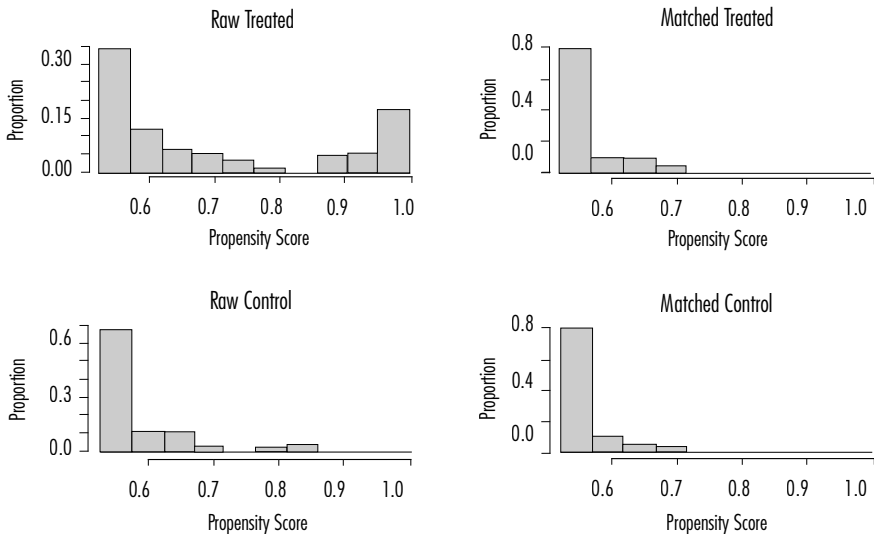 Raw Treated
0.30
0.15
0.00
Proportion
0.6 0.7 0.8 0.9 1.0
Propensity Score
Matched Treated
0.8
0.4
0.0
Proportion
0.6 0.7 0.8 0.9 1.0
Propensity Score
Raw Control
0.6
0.3
0.0
Proportion
0.6 0.7 0.8 0.9 1.0
Propensity Score
Matched Control
0.8
0.4
0.0
Proportion
0.6 0.7 0.8 0.9 1.0
Propensity Score